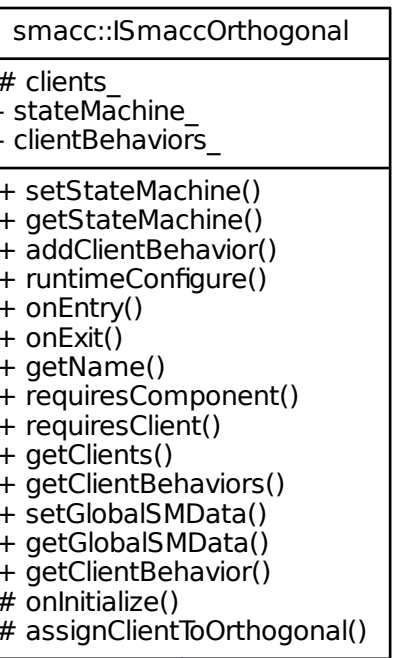 smacc::ISmaccOrthogonal
# clients_
- stateMachine_
- clientBehaviors_
+ setStateMachine()
+ getStateMachine()
+ addClientBehavior()
+ runtimeConfigure()
+ onEntry()
+ onExit()
+ getName()
+ requiresComponent()
+ requiresClient()
+ getClients()
+ getClientBehaviors()
+ setGlobalSMData()
+ getGlobalSMData()
+ getClientBehavior()
# onInitialize()
# assignClientToOrthogonal()